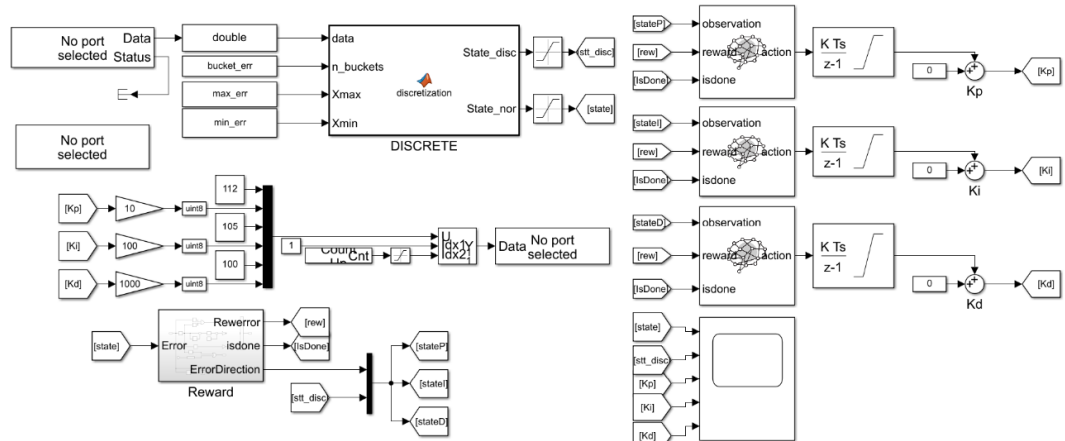 No port
selected
Data
Status
double
bucket_err
max_err
min_err
data
n_buckets
Xmax
Xmin
discretization
State_disc
State_nor
DISCRETE
[stt_disc]
[state]
No port
selected
[Kp]
10
uint8
112
[Ki]
100
uint8
105
[Kd]
1000
uint8
100
1
Cnt
U
Idx1
Y
Idx2
Data
No port
selected
[state]
Error
Rewerror
isdone
ErrorDirection
Reward
[rew]
[IsDone]
[stt_disc]
[stateP]
[stateI]
[stateD]
[stateP]
[rew]
[IsDone]
observation
reward
action
isdone
K Ts
z-1
0
Kp
[Kp]
[stateI]
[rew]
[IsDone]
observation
reward
action
isdone
K Ts
z-1
0
Ki
[Ki]
[stateD]
[rew]
[IsDone]
observation
reward
action
isdone
K Ts
z-1
0
Kd
[Kd]
[state]
[stt_disc]
[Kp]
[Ki]
[Kd]